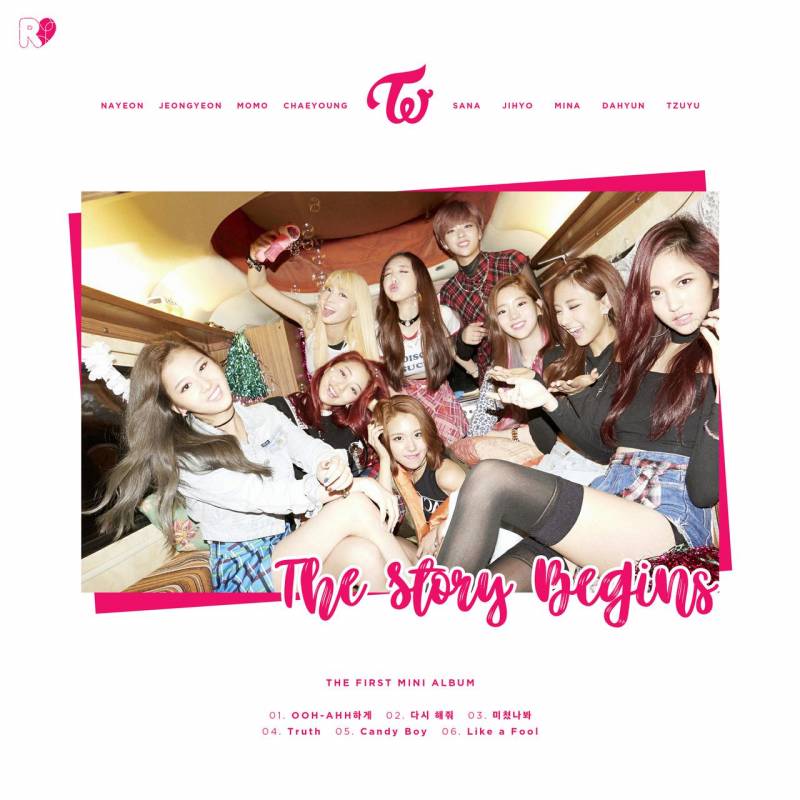 R
NAYEON JEONGYEON MOMO CHAEYOUNG TW SANA JIHYO MINA DAHYUN TZUYU
DISCO
GUCCI
The Story Begins
THE FIRST MINI ALBUM
01. OOH-AHH하게 02. 다시 해줘 03. 미쳤나봐
04. Truth 05. Candy Boy 06. Like a Fool